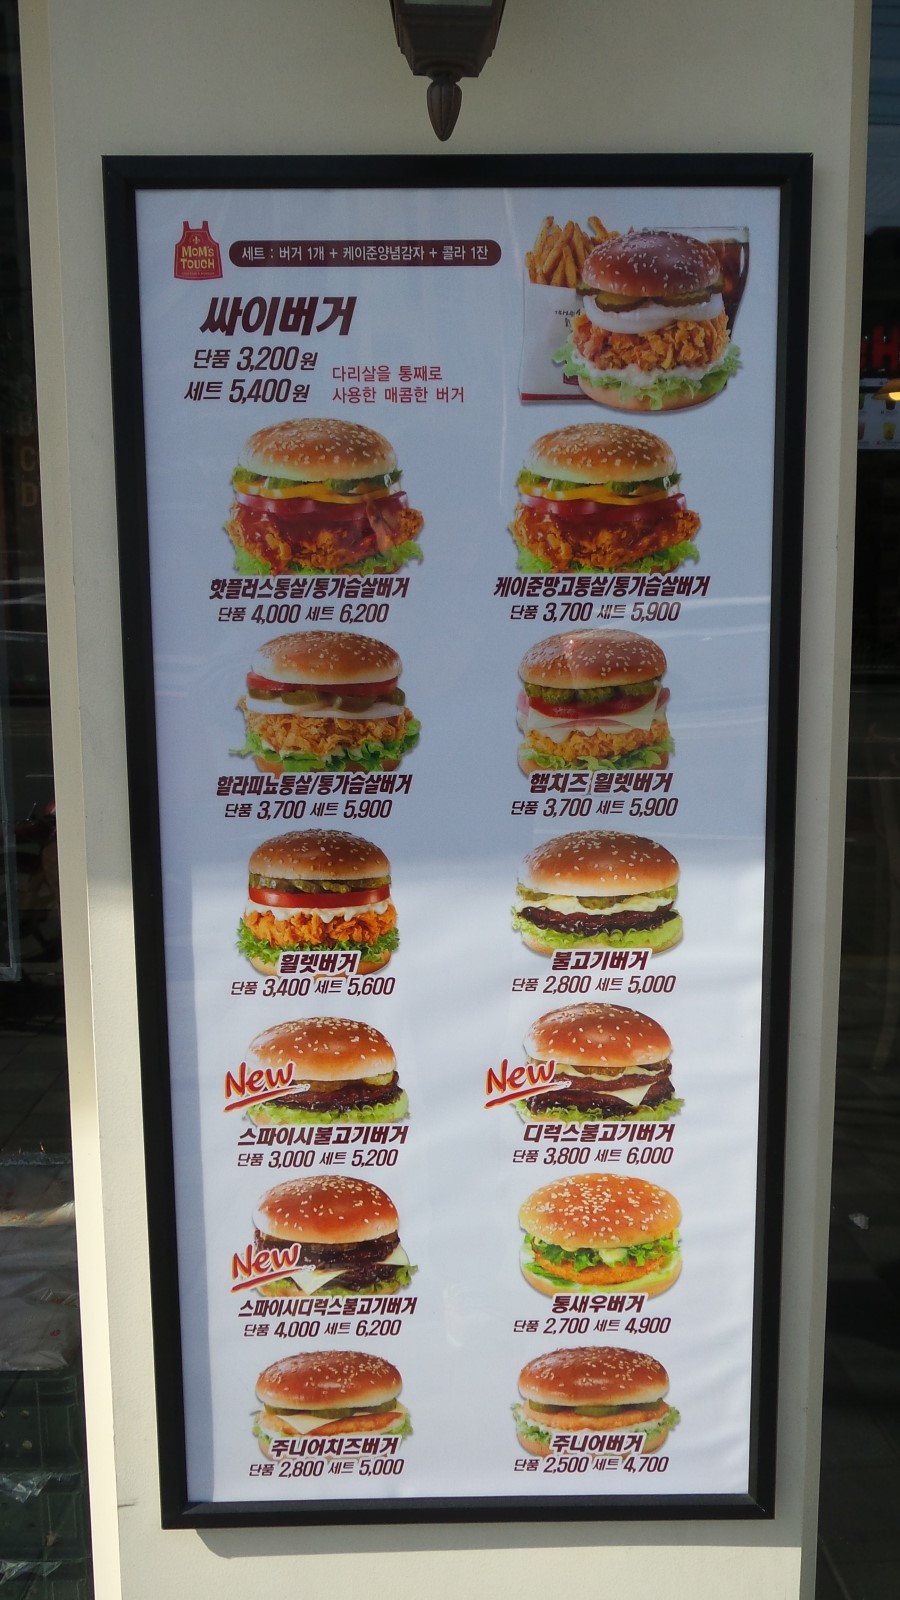 MOM'S
TOUCH
세트 : 버거 1개 + 케이준양념감자 + 콜라 1잔
싸이버거
단품 3,200원
세트 5,400원
다리살을 통째로
사용한 매콤한 버거
핫플러스통살/통가슴살버거
단품 4,000 세트 6,200
케이준망고통살/통가슴살버거
단품 3,700 세트 5,900
할라피뇨통살/통가슴살버거
단품 3,700 세트 5,900
햄치즈 휠렛버거
단품 3,700 세트 5,900
휠렛버거
단품 3,400 세트 5,600
불고기버거
단품 2,800 세트 5,000
New
스파이시불고기버거
단품 3,000 세트 5,200
New
디럭스불고기버거
단품 3,800 세트 6,000
New
스파이시디럭스불고기버거
단품 4,000 세트 6,200
통새우버거
단품 2,700 세트 4,900
주니어치즈버거
단품 2,800 세트 5,000
주니어버거
단품 2,500 세트 4,700